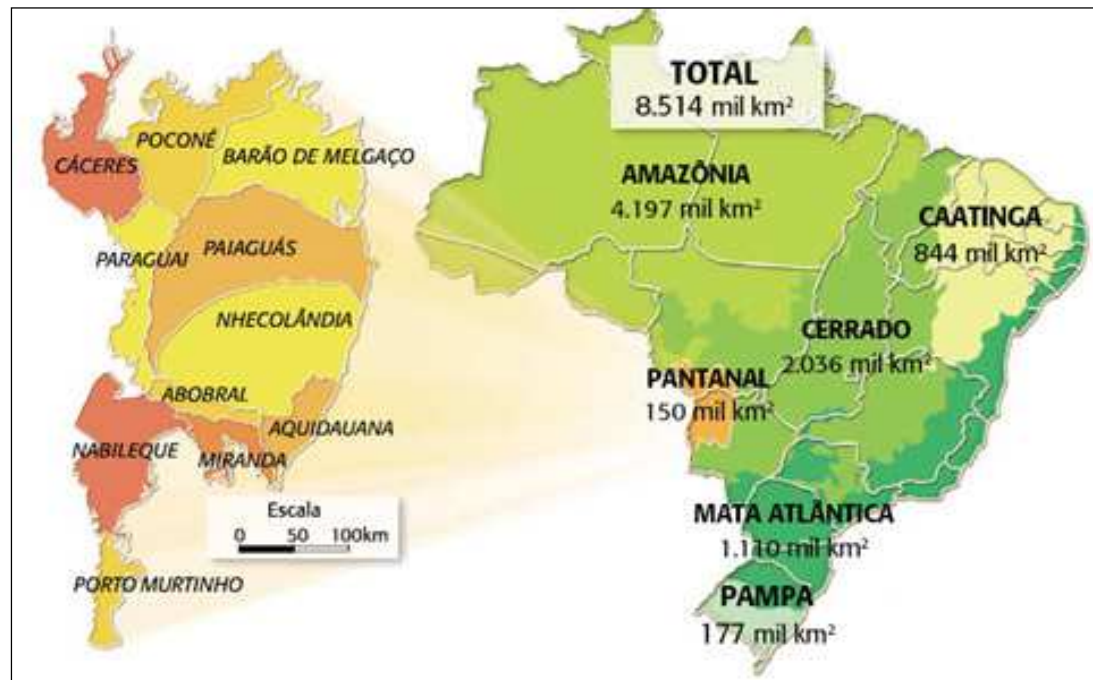 CÁCERES
POCONÉ
BARÃO DE MELGAÇO
PARAGUAI
PAIAGUÁS
NHECOLÂNDIA
ABOBRAL
AQUIDAUANA
NABILEQUE
MIRANDA
Escala
0 50 100km
PORTO MURTINHO
TOTAL
8.514 mil km²
AMAZÔNIA
4.197 mil km²
CAATINGA
844 mil km²
CERRADO
2.036 mil km²
PANTANAL
150 mil km²
MATA ATLÂNTICA
1.110 mil km²
PAMPA
177 mil km²